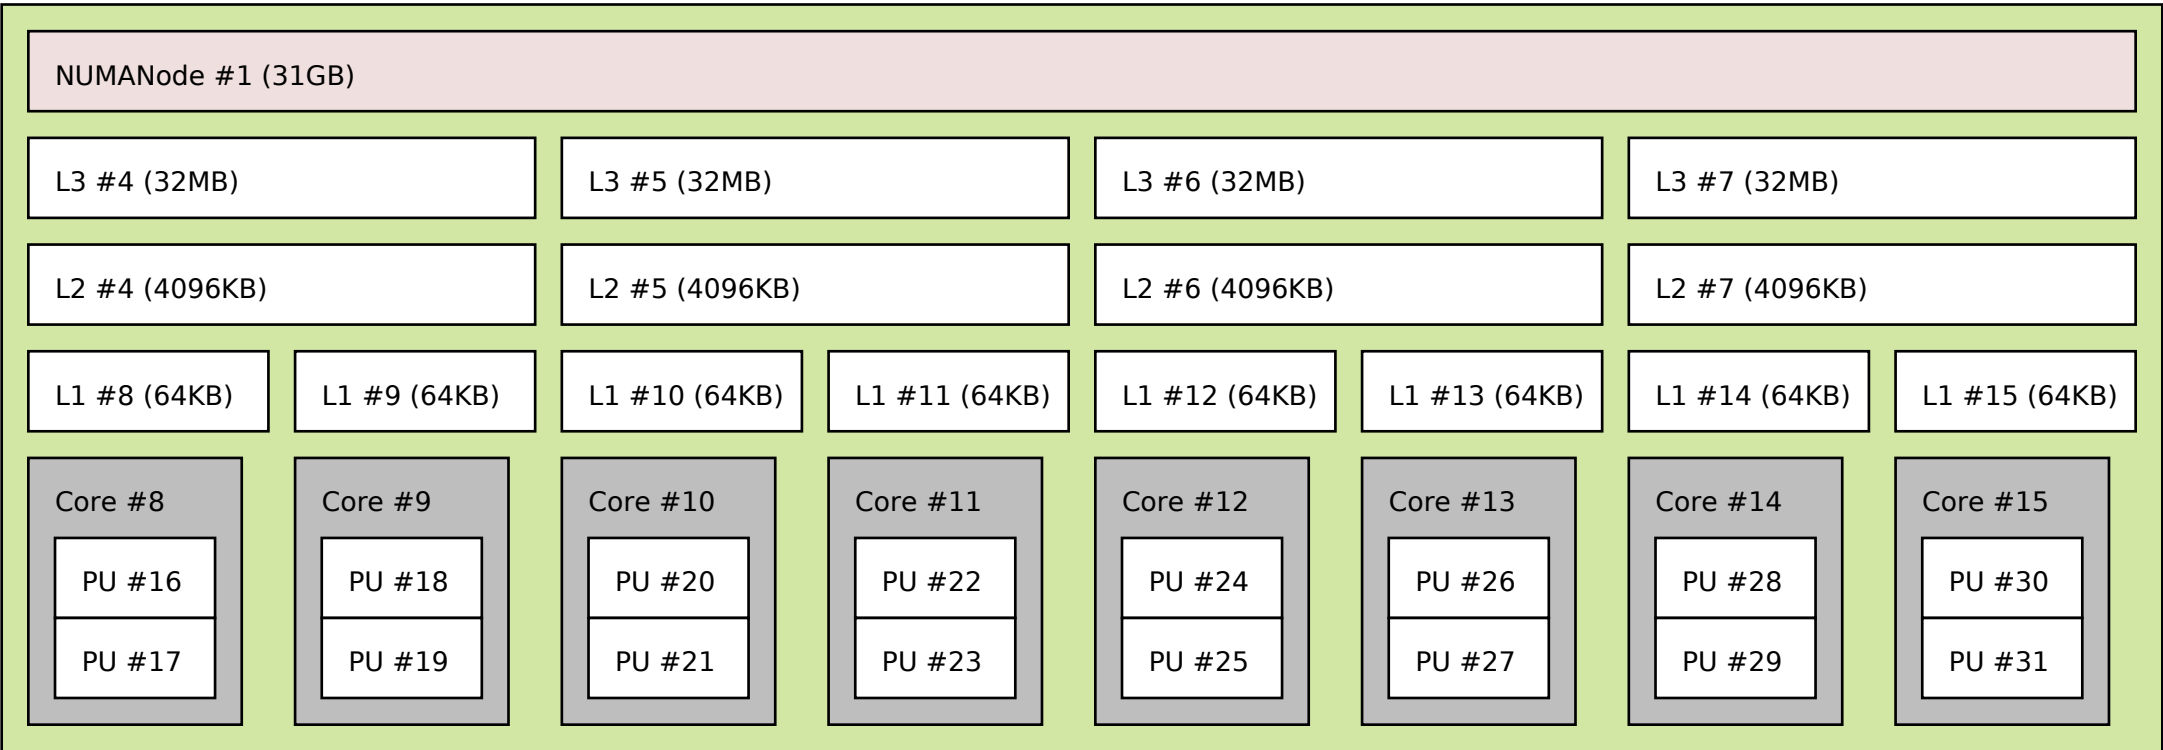 NUMANode #1 (31GB)
L3 #4 (32MB) L3 #5 (32MB) L3 #6 (32MB) L3 #7 (32MB)
L2 #4 (4096KB) L2 #5 (4096KB) L2 #6 (4096KB) L2 #7 (4096KB)
L1 #8 (64KB) L1 #9 (64KB) L1 #10 (64KB) L1 #11 (64KB) L1 #12 (64KB) L1 #13 (64KB) L1 #14 (64KB) L1 #15 (64KB)
Core #8 Core #9 Core #10 Core #11 Core #12 Core #13 Core #14 Core #15
PU #16 PU #18 PU #20 PU #22 PU #24 PU #26 PU #28 PU #30
PU #17 PU #19 PU #21 PU #23 PU #25 PU #27 PU #29 PU #31